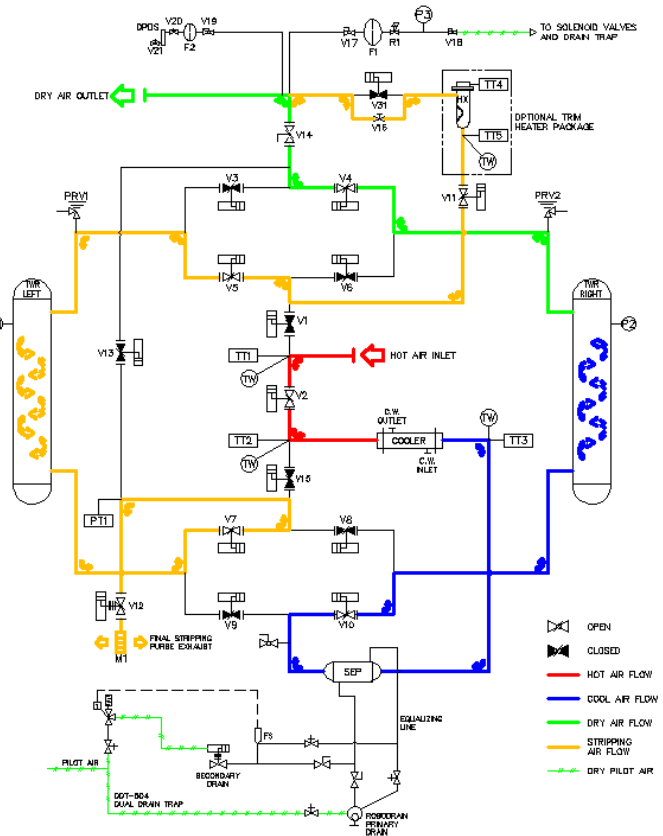 DPDS
V20
V19
V21
F2
V17
F1
R1
P3
V18
TO SOLENOID VALVES
AND DRAIN TRAP
DRY AIR OUTLET
V31
V16
HX
TT4
OPTIONAL TRIM
HEATER PACKAGE
TT5
TW
V14
V3
V4
V11
PRV1
PRV2
V5
V6
TWR
LEFT
TWR
RIGHT
P2
V1
V13
TT1
HOT AIR INLET
TW
V2
C.W.
OUTLET
TW
TT2
COOLER
TT3
TW
C.W.
INLET
V15
PT1
V7
V8
V12
V9
V10
FINAL STRIPPING
PURGE EXHAUST
M1
SEP
OPEN
CLOSED
HOT AIR FLOW
COOL AIR FLOW
DRY AIR FLOW
STRIPPING
AIR FLOW
DRY PILOT AIR
EQUALIZING
LINE
FS
PILOT AIR
SECONDARY
DRAIN
DDT-804
DUAL DRAIN TRAP
ROBODRAIN
PRIMARY
DRAIN